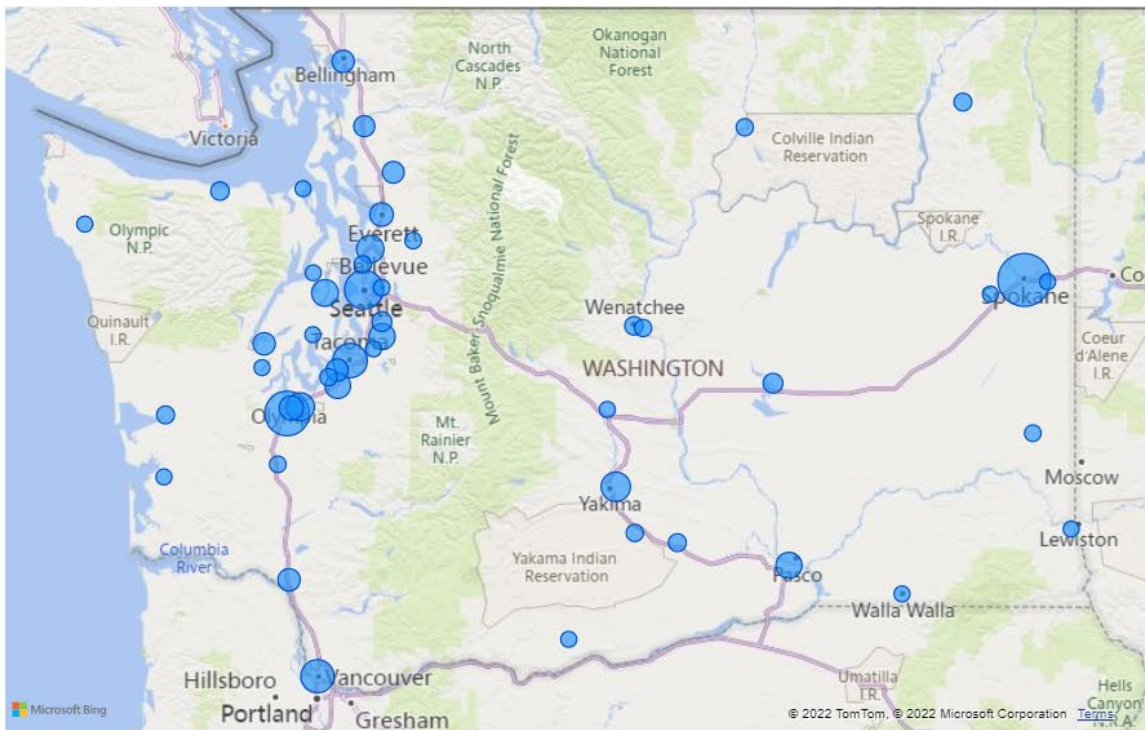 North
Cascades
N.P.
Okanogan
National
Forest
Bellingham
Victoria
Colville Indian
Reservation
Mount Baker Snoqualmie National Forest
Olympic
N.P.
Everett
Spokane
I.R.
Bellevue
Seattle
Spokane
Co
Quinault
I.R.
Wenatchee
Tacoma
WASHINGTON
Coeur
d'Alene
I.R.
Olympia
Mt.
Rainier
N.P.
Moscow
Yakima
Lewiston
Columbia
River
Yakama Indian
Reservation
Pasco
Walla Walla
Hillsboro
Vancouver
Portland
Gresham
Umatilla
I.R.
Hells
Canyon
N.R.A.
Microsoft Bing
© 2022 TomTom, © 2022 Microsoft Corporation Terms